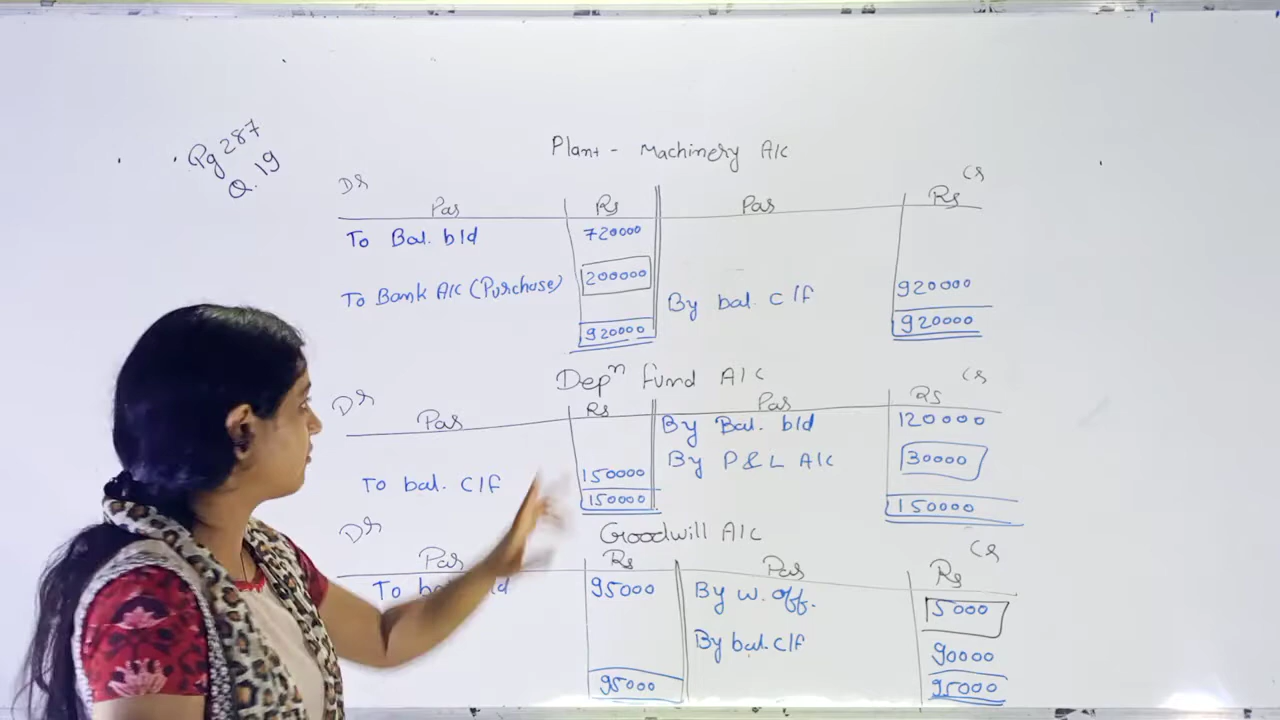 Pg 287
Q. 19
Plant - Machinery A/c
Dr Cr
Par Rs Par Rs
To Bal. b/d 720000
To Bank A/c (Purchase) 200000 By bal. c/f 920000
920000 920000
Depn Fund A/c
Dr Cr
Par Rs Par Rs
By Bal. b/d 120000
By P & L A/c 30000
To bal. c/f 150000
150000 150000
Goodwill A/c
Dr Cr
Par Rs Par Rs
To 95000 By w. off. 5000
By bal. c/f 90000
95000 95000